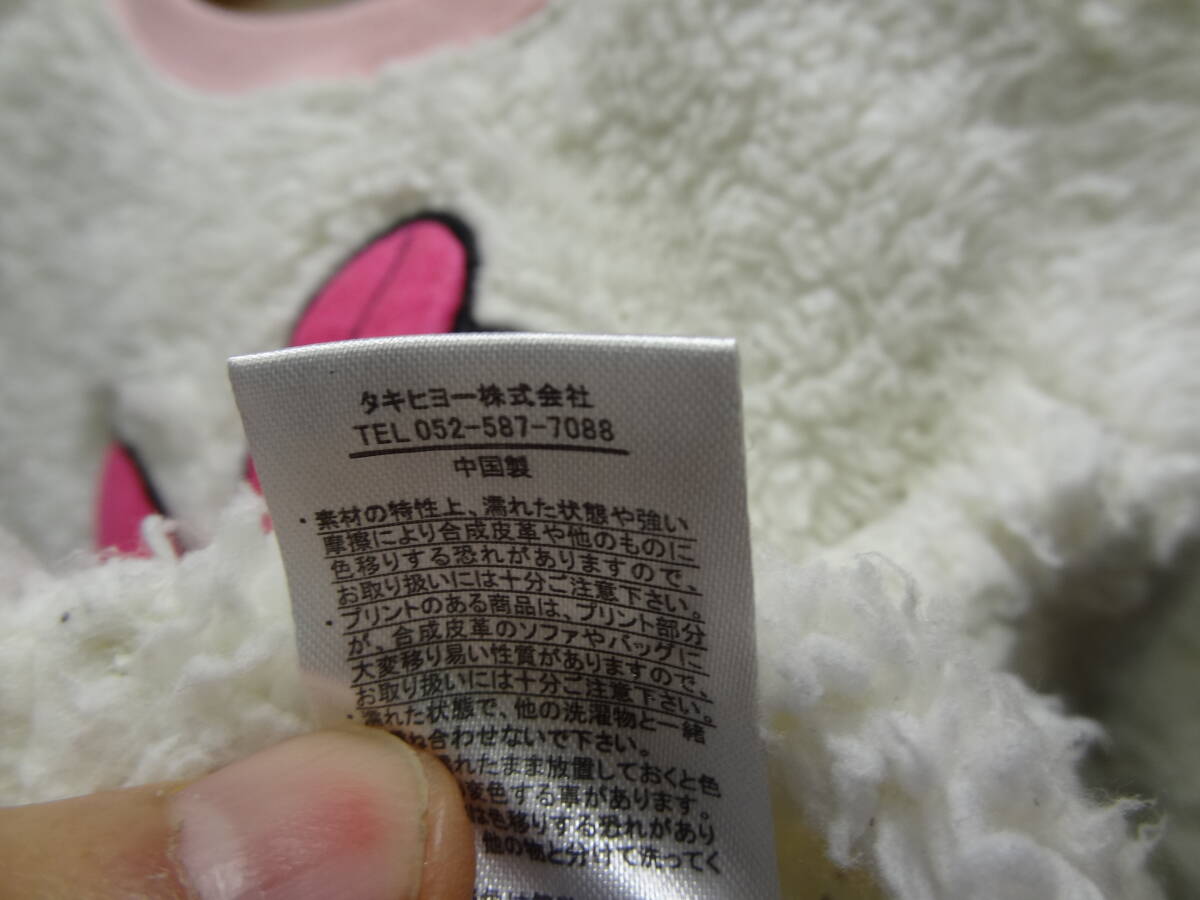 タキヒヨー株式会社
TEL 052-587-7088
中国製
・素材の特性上、濡れた状態や強い
摩擦により合成皮革や他のものに
色移りする恐れがありますので、
お取り扱いには十分ご注意下さい。
・プリントのある商品は、プリント部分
が、合成皮革のソファやバッグに
大変移り易い性質がありますので、
お取り扱いには十分ご注意下さい。
・濡れた状態で、他の洗濯物と一緒
合わせないで下さい。
れたまま放置しておくと色
変色する事があります。
色移りする恐れがあり
他の物と分けて洗ってく